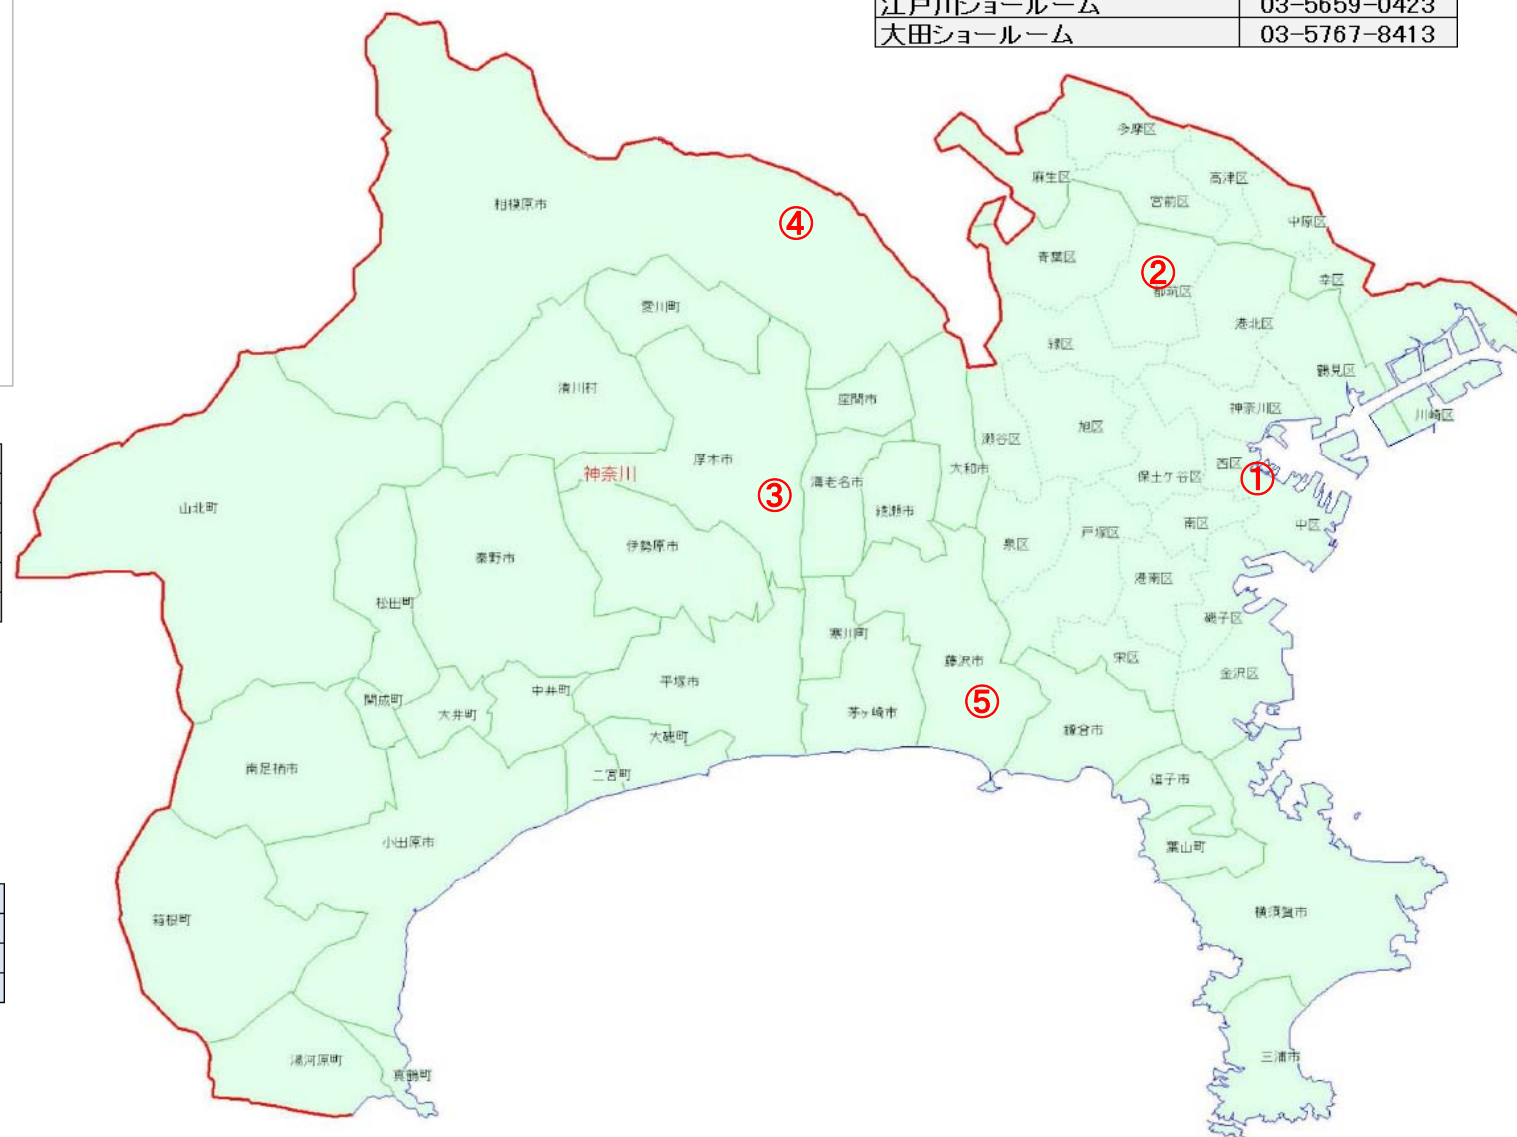 江戸川ショールーム 03-5659-0423
大田ショールーム 03-5767-8413
多摩区
麻生区
高津区
宮前区
相模原市
④
中原区
青葉区
②
都筑区
幸区
愛川町
港北区
緑区
鶴見区
清川村
座間市
神奈川区
川崎区
旭区
瀬谷区
厚木市
神奈川
大和市
西区
保土ケ谷区
①
海老名市
③
山北町
綾瀬市
南区
中区
戸塚区
泉区
伊勢原市
秦野市
港南区
松田町
磯子区
寒川町
藤沢市
栄区
金沢区
平塚市
中井町
開成町
⑤
大井町
茅ヶ崎市
鎌倉市
大磯町
南足柄市
二宮町
逗子市
小田原市
葉山町
箱根町
横須賀市
湯河原町
三浦市
真鶴町